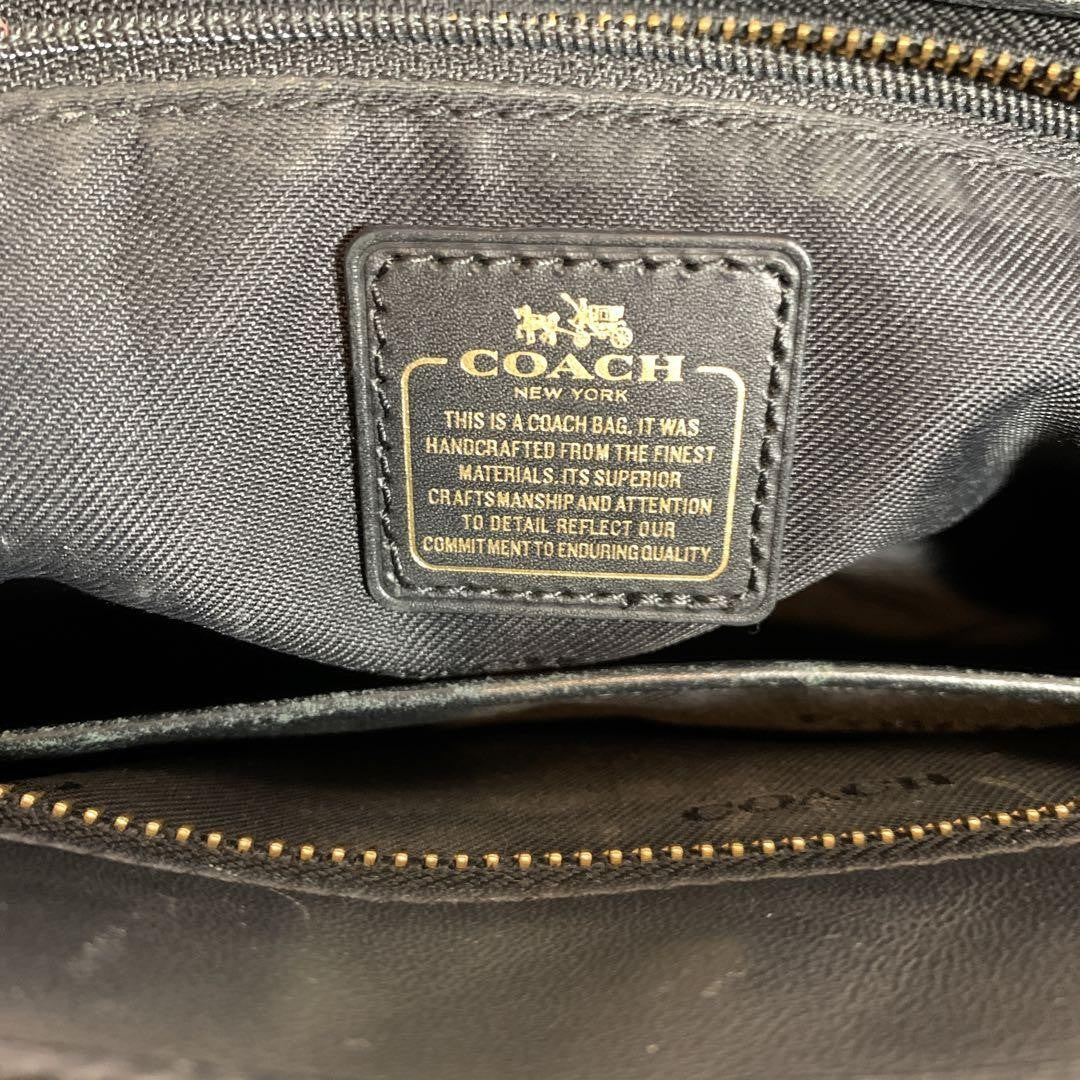 COACH
NEW YORK
THIS IS A COACH BAG. IT WAS
HANDCRAFTED FROM THE FINEST
MATERIALS. ITS SUPERIOR
CRAFTSMANSHIP AND ATTENTION
TO DETAIL REFLECT OUR
COMMITMENT TO ENDURING QUALITY.
COACH